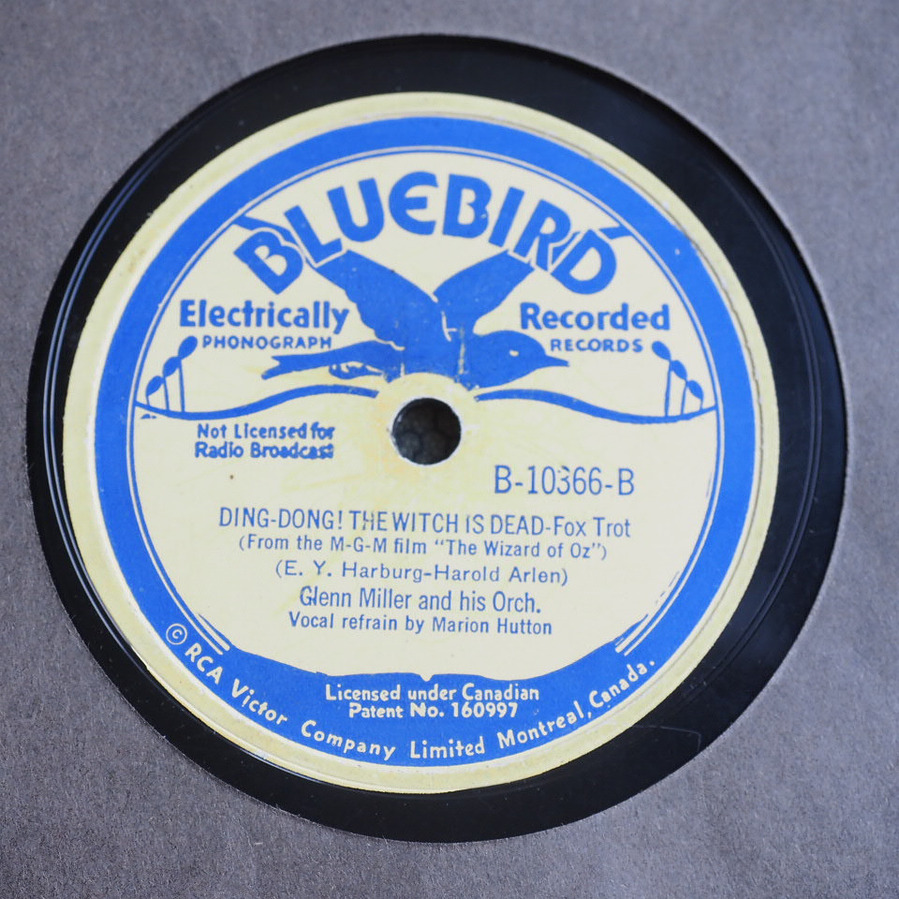 BLUEBIRD
Electrically Recorded
PHONOGRAPH RECORDS
Not Licensed for
Radio Broadcast
B-10366-B
DING-DONG! THE WITCH IS DEAD-Fox Trot
(From the M-G-M film "The Wizard of Oz")
(E. Y. Harburg-Harold Arlen)
Glenn Miller and his Orch.
Vocal refrain by Marion Hutton
Licensed under Canadian
Patent No. 160997
© RCA Victor Company Limited Montreal, Canada.